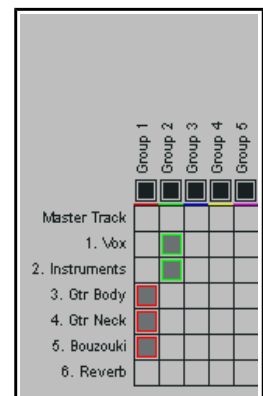 Group 1
Group 2
Group 3
Group 4
Group 5
Master Track
1. Vox
2. Instruments
3. Gtr Body
4. Gtr Neck
5. Bouzouki
6. Reverb